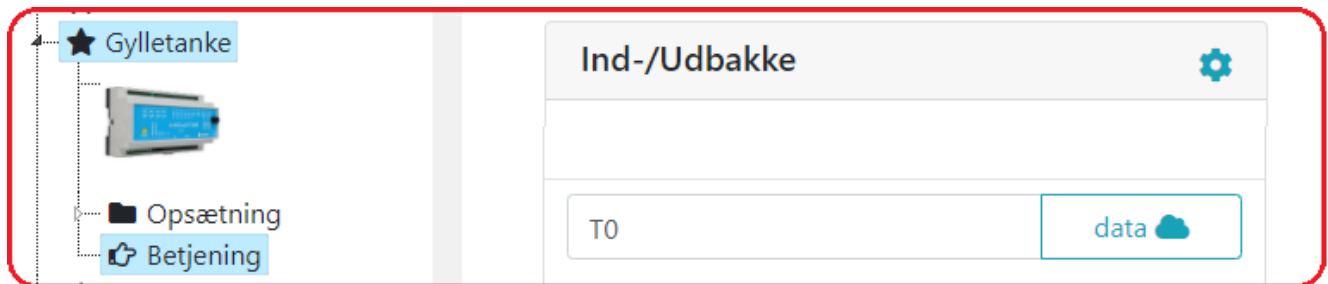 Gylletanke
Opsætning
Betjening
Ind-/Udbakke
T0
data